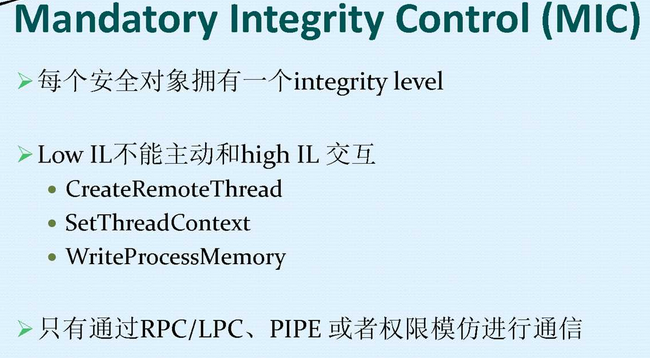 Mandatory Integrity Control (MIC)
每个安全对象拥有一个integrity level
Low IL不能主动和high IL 交互
CreateRemoteThread
SetThreadContext
WriteProcessMemory
只有通过RPC/LPC、PIPE 或者权限模仿进行通信